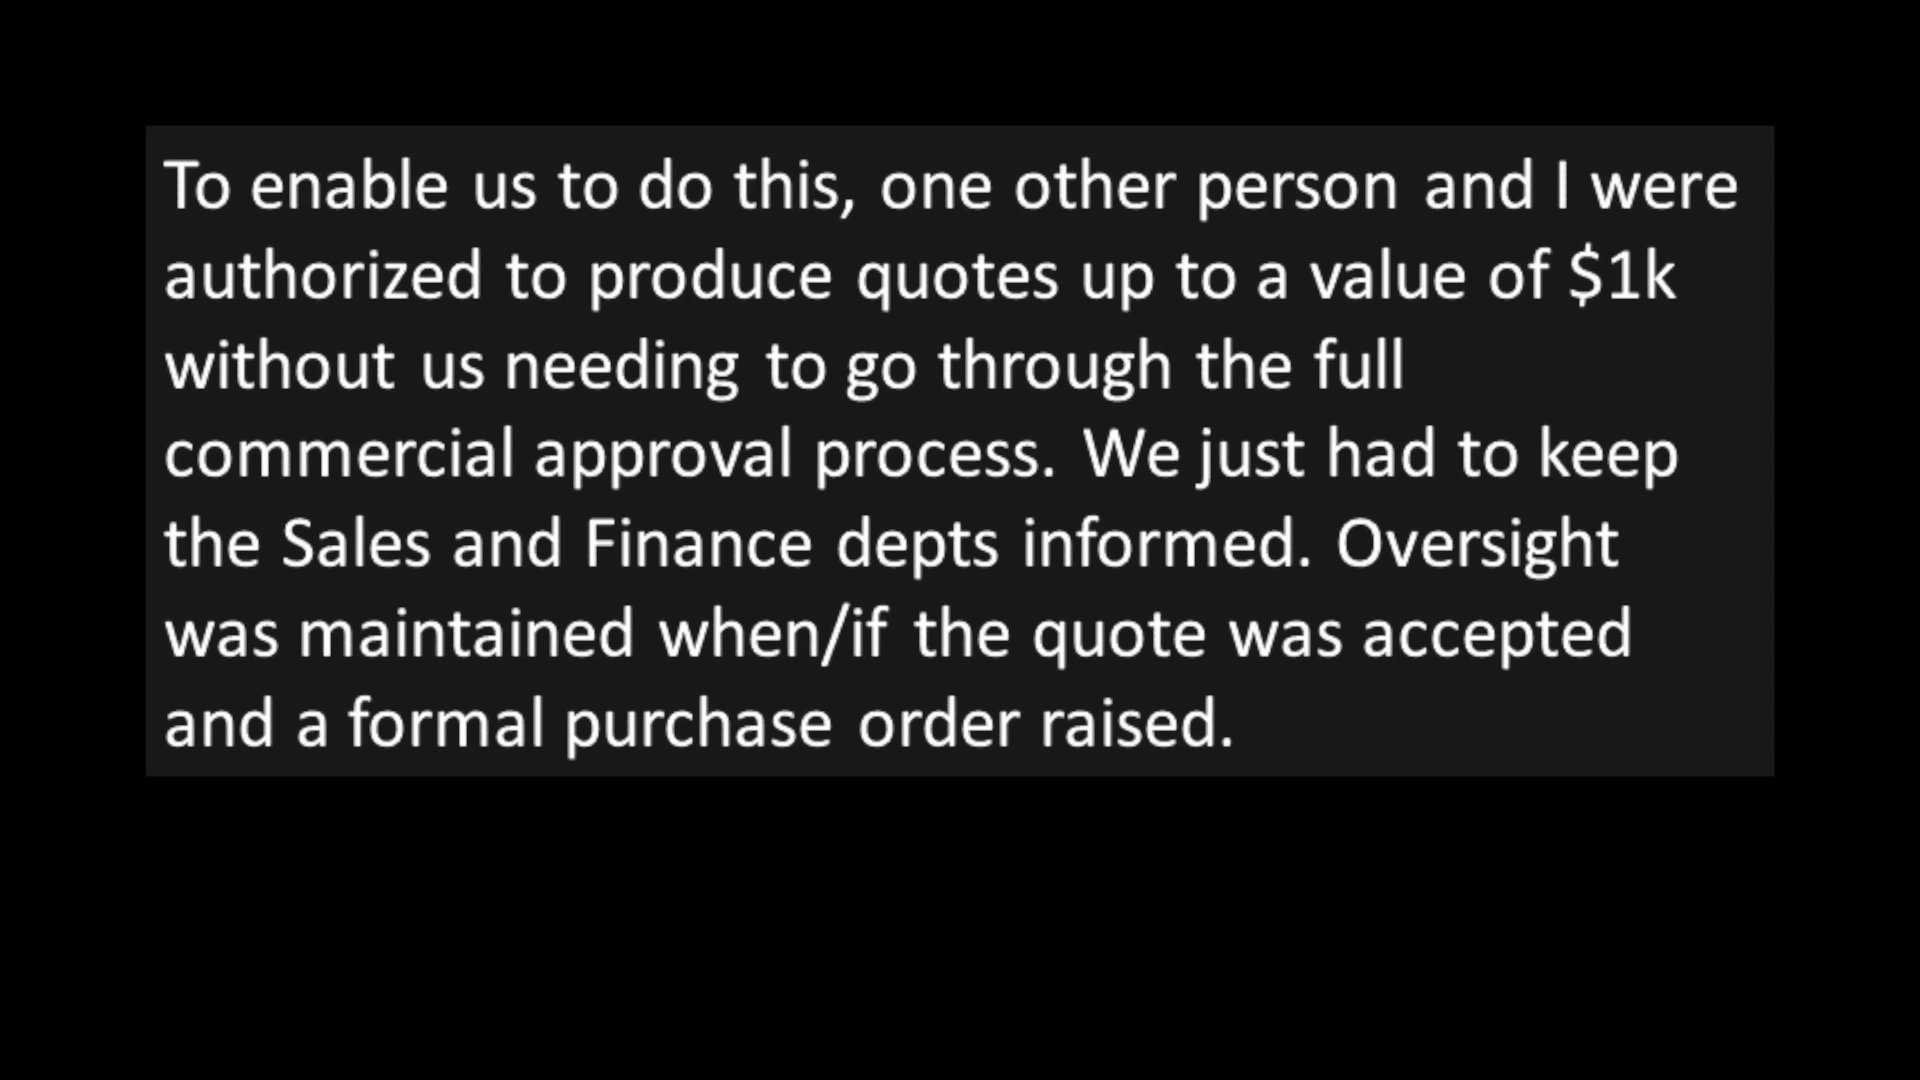 To enable us to do this, one other person and I were
authorized to produce quotes up to a value of $1k
without us needing to go through the full
commercial approval process. We just had to keep
the Sales and Finance depts informed. Oversight
was maintained when/if the quote was accepted
and a formal purchase order raised.